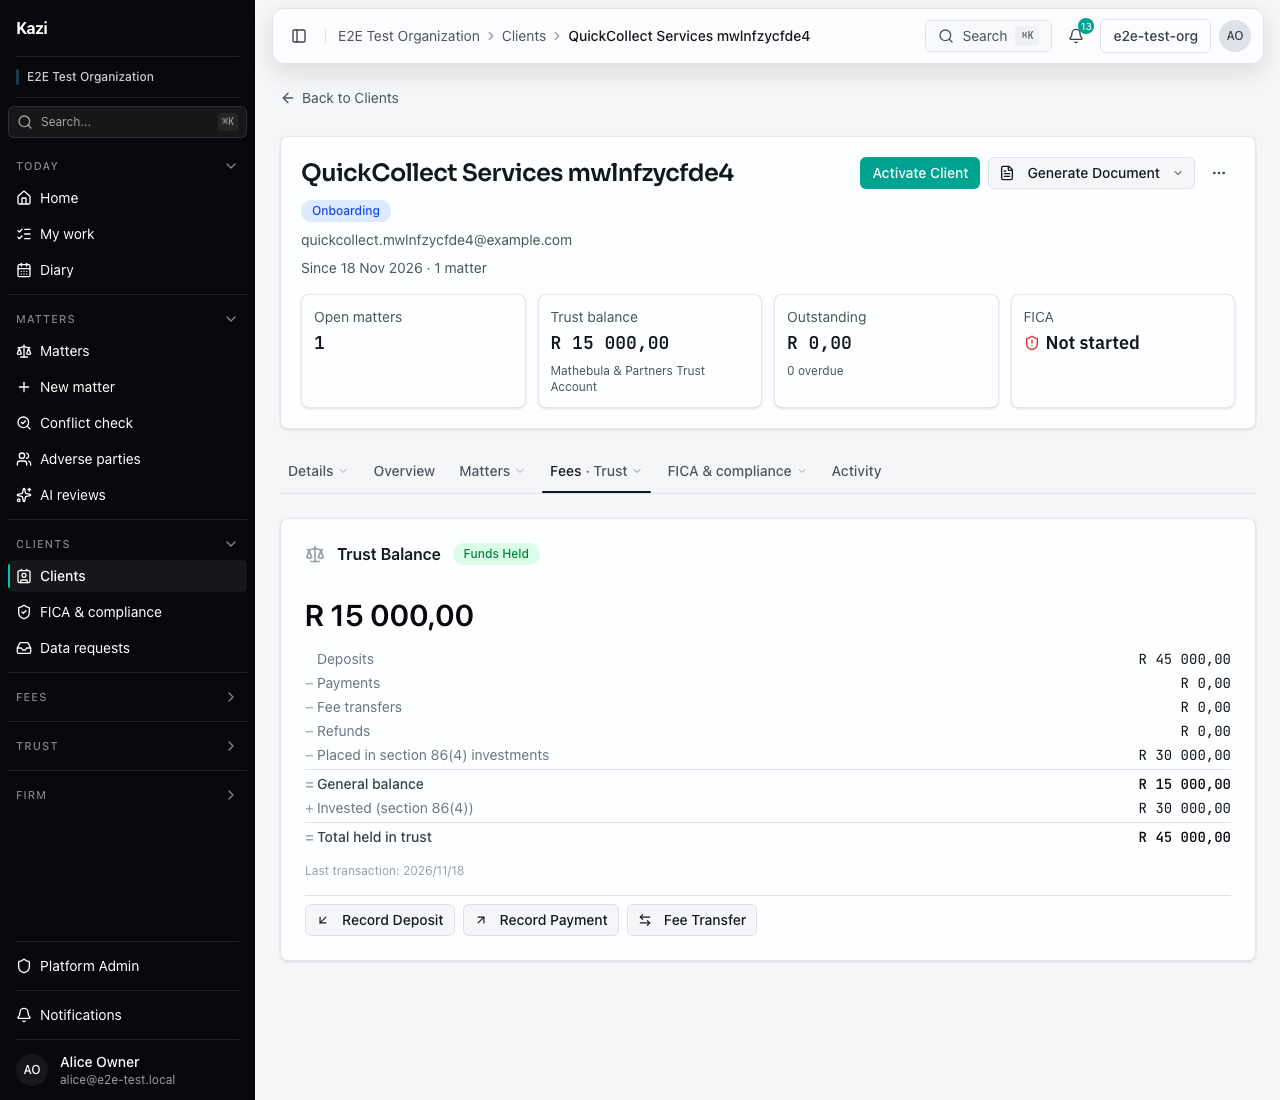 Kazi
E2E Test Organization
Search... ⌘K
TODAY
Home
My work
Diary
MATTERS
Matters
New matter
Conflict check
Adverse parties
AI reviews
CLIENTS
Clients
FICA & compliance
Data requests
FEES
TRUST
FIRM
Platform Admin
Notifications
AO Alice Owner
alice@e2e-test.local
E2E Test Organization > Clients > QuickCollect Services mwlnfzycfde4
Search ⌘K 13 e2e-test-org AO
Back to Clients
QuickCollect Services mwlnfzycfde4
Activate Client Generate Document
Onboarding
quickcollect.mwlnfzycfde4@example.com
Since 18 Nov 2026 · 1 matter
Open matters
1
Trust balance
R 15 000,00
Mathebula & Partners Trust
Account
Outstanding
R 0,00
0 overdue
FICA
Not started
Details Overview Matters Fees · Trust FICA & compliance Activity
Trust Balance Funds Held
R 15 000,00
Deposits R 45 000,00
– Payments R 0,00
– Fee transfers R 0,00
– Refunds R 0,00
– Placed in section 86(4) investments R 30 000,00
= General balance R 15 000,00
+ Invested (section 86(4)) R 30 000,00
= Total held in trust R 45 000,00
Last transaction: 2026/11/18
Record Deposit Record Payment Fee Transfer